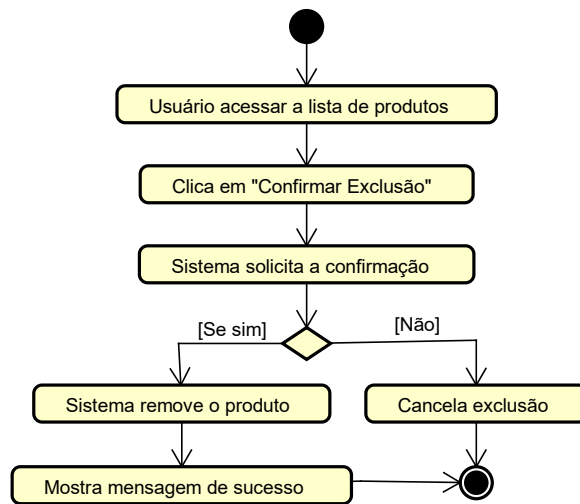 Usuário acessar a lista de produtos
Clica em "Confirmar Exclusão"
Sistema solicita a confirmação
[Se sim]
[Não]
Sistema remove o produto
Cancela exclusão
Mostra mensagem de sucesso